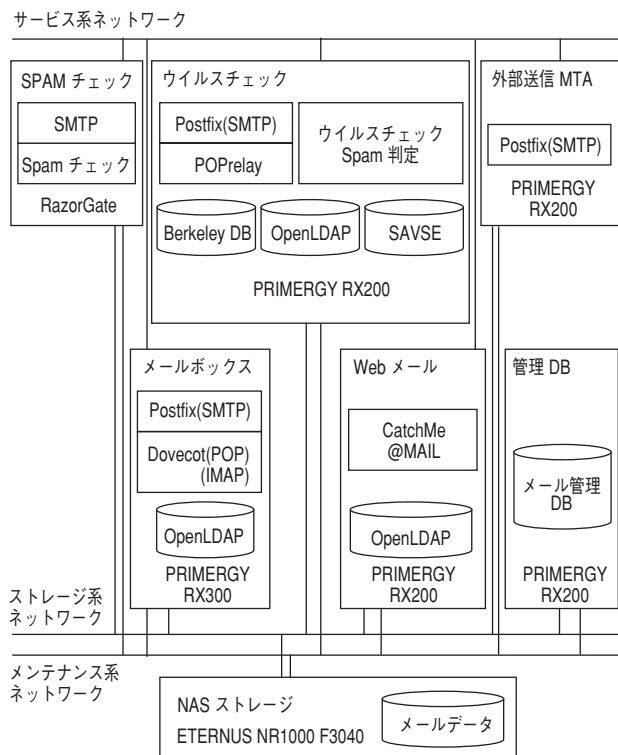 サービス系ネットワーク
SPAM チェック
SMTP
Spam チェック
RazorGate
ウイルスチェック
Postfix(SMTP)
POPrelay
ウイルスチェック
Spam 判定
Berkeley DB
OpenLDAP
SAVSE
PRIMERGY RX200
外部送信 MTA
Postfix(SMTP)
PRIMERGY
RX200
メールボックス
Postfix(SMTP)
Dovecot(POP)
(IMAP)
OpenLDAP
PRIMERGY
RX300
Web メール
CatchMe
@MAIL
OpenLDAP
PRIMERGY
RX200
管理 DB
メール管理
DB
PRIMERGY
RX200
ストレージ系
ネットワーク
メンテナンス系
ネットワーク
NAS ストレージ
ETERNUS NR1000 F3040
メールデータ